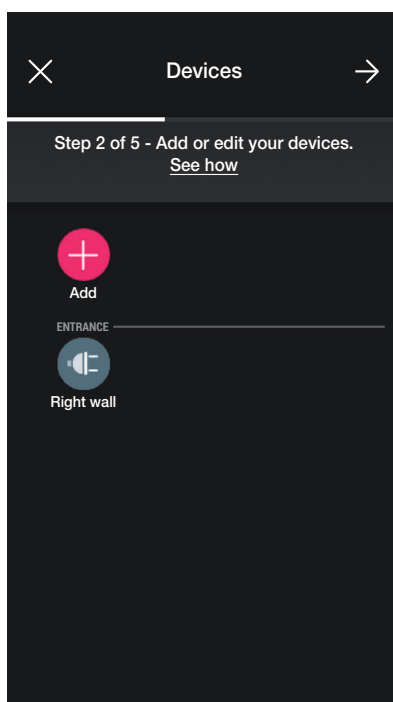 Devices
Step 2 of 5 - Add or edit your devices.
See how
Add
ENTRANCE
Right wall